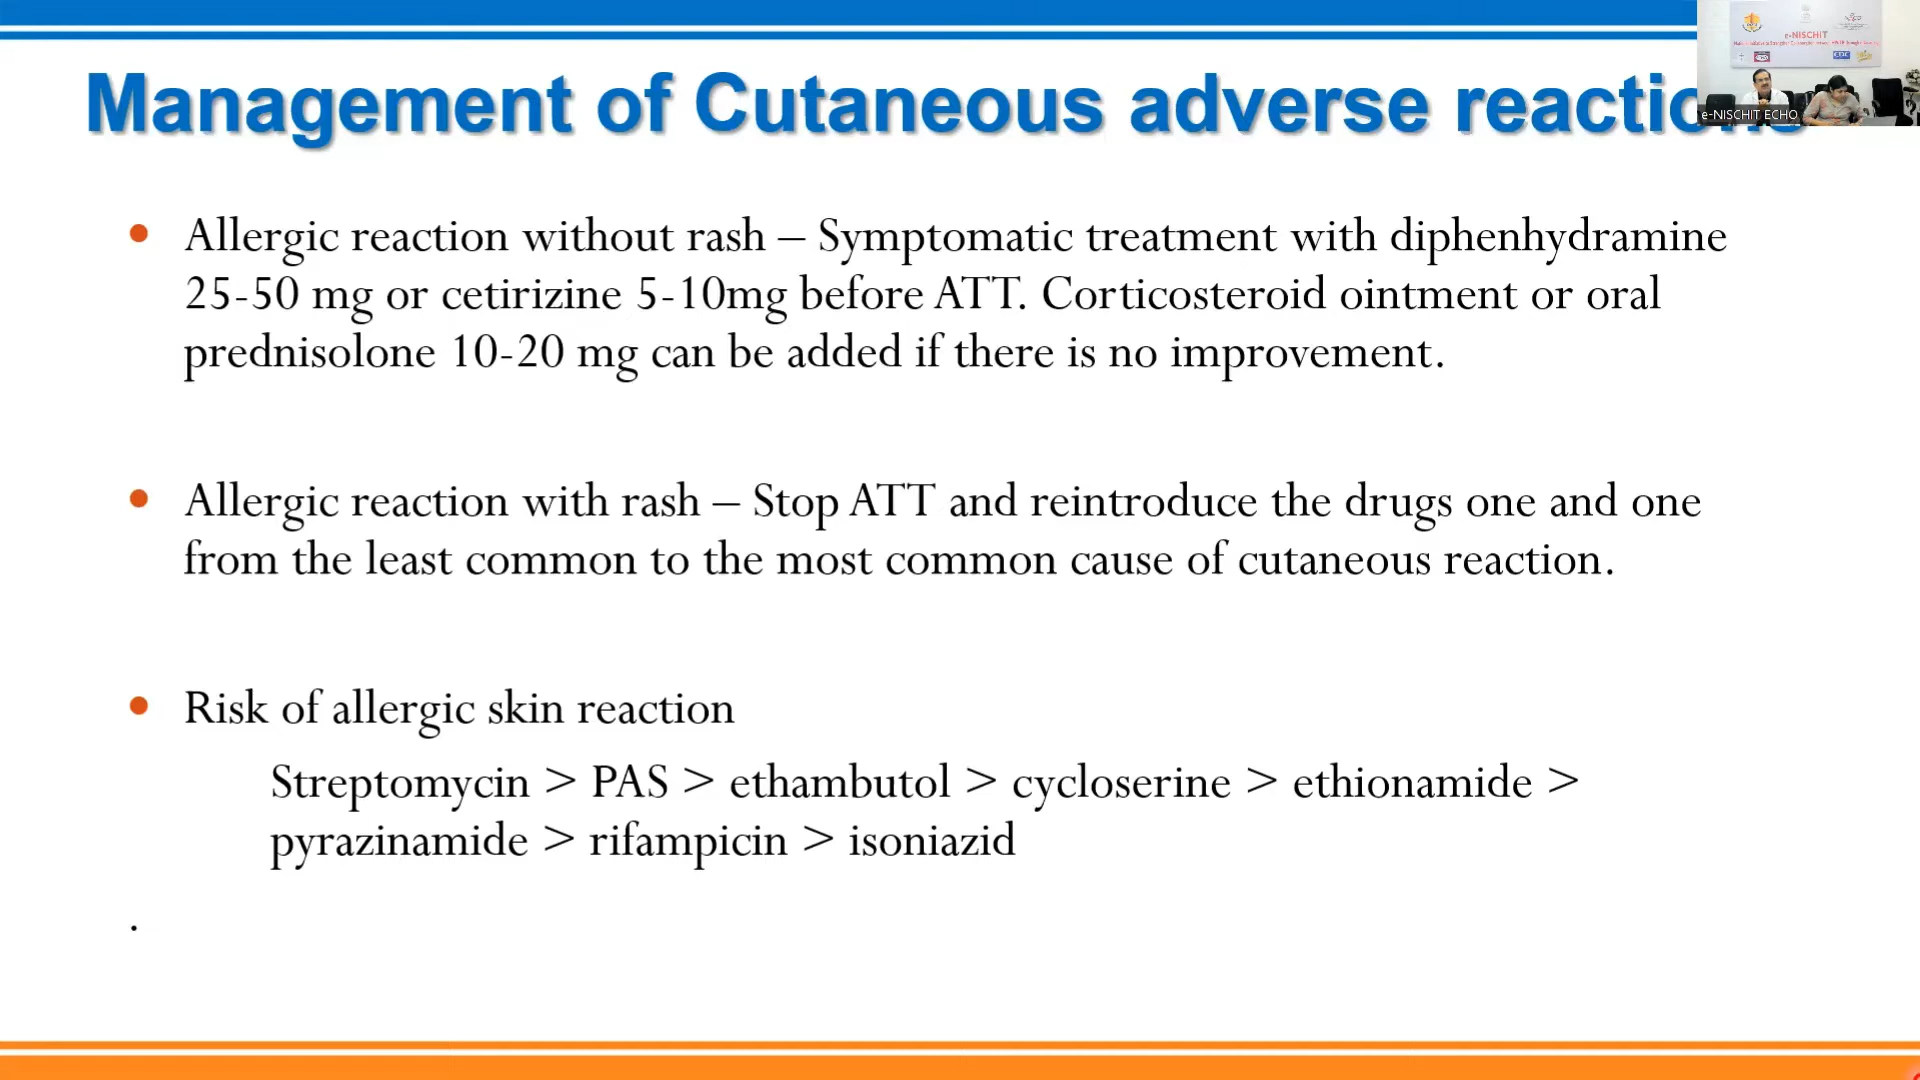 Management of Cutaneous adverse reactions
e-NISCHIT
e-NISCHIT ECHO
• Allergic reaction without rash – Symptomatic treatment with diphenhydramine
25-50 mg or cetirizine 5-10mg before ATT. Corticosteroid ointment or oral
prednisolone 10-20 mg can be added if there is no improvement.
• Allergic reaction with rash – Stop ATT and reintroduce the drugs one and one
from the least common to the most common cause of cutaneous reaction.
• Risk of allergic skin reaction
Streptomycin > PAS > ethambutol > cycloserine > ethionamide >
pyrazinamide > rifampicin > isoniazid
.